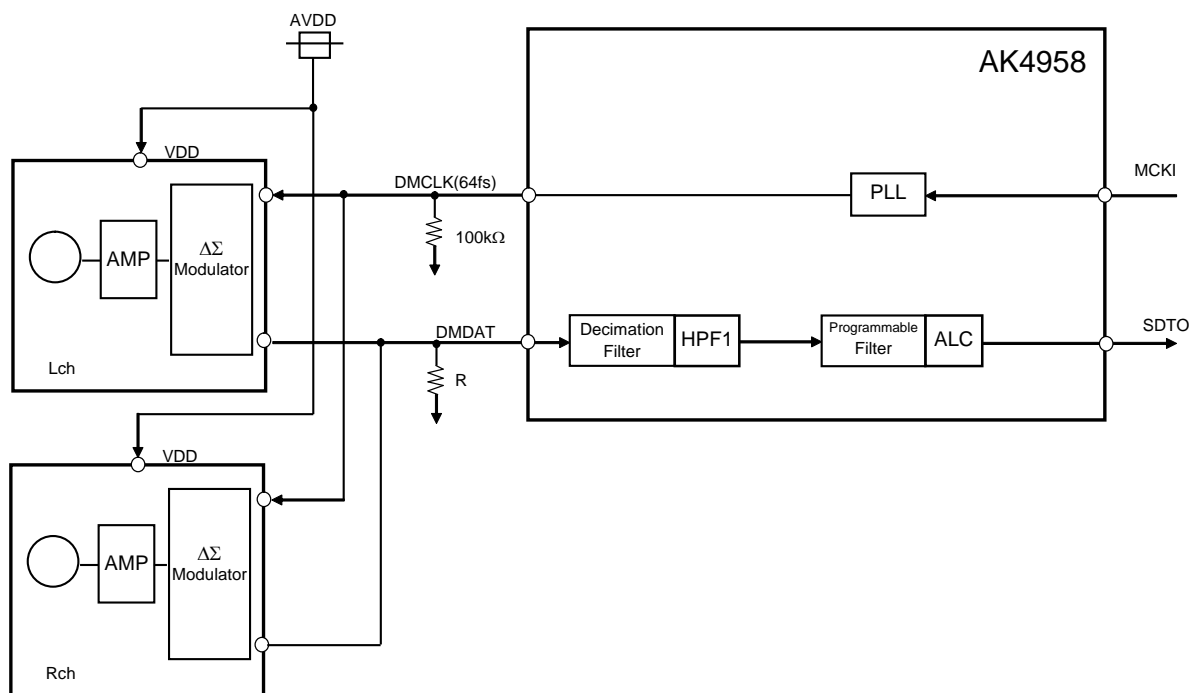 AVDD
AK4958
VDD
DMCLK(64fs)
MCKI
PLL
100kΩ
AMP
ΔΣ
Modulator
Lch
DMDAT
Decimation
Filter
HPF1
Programmable
Filter
ALC
SDTO
R
VDD
AMP
ΔΣ
Modulator
Rch